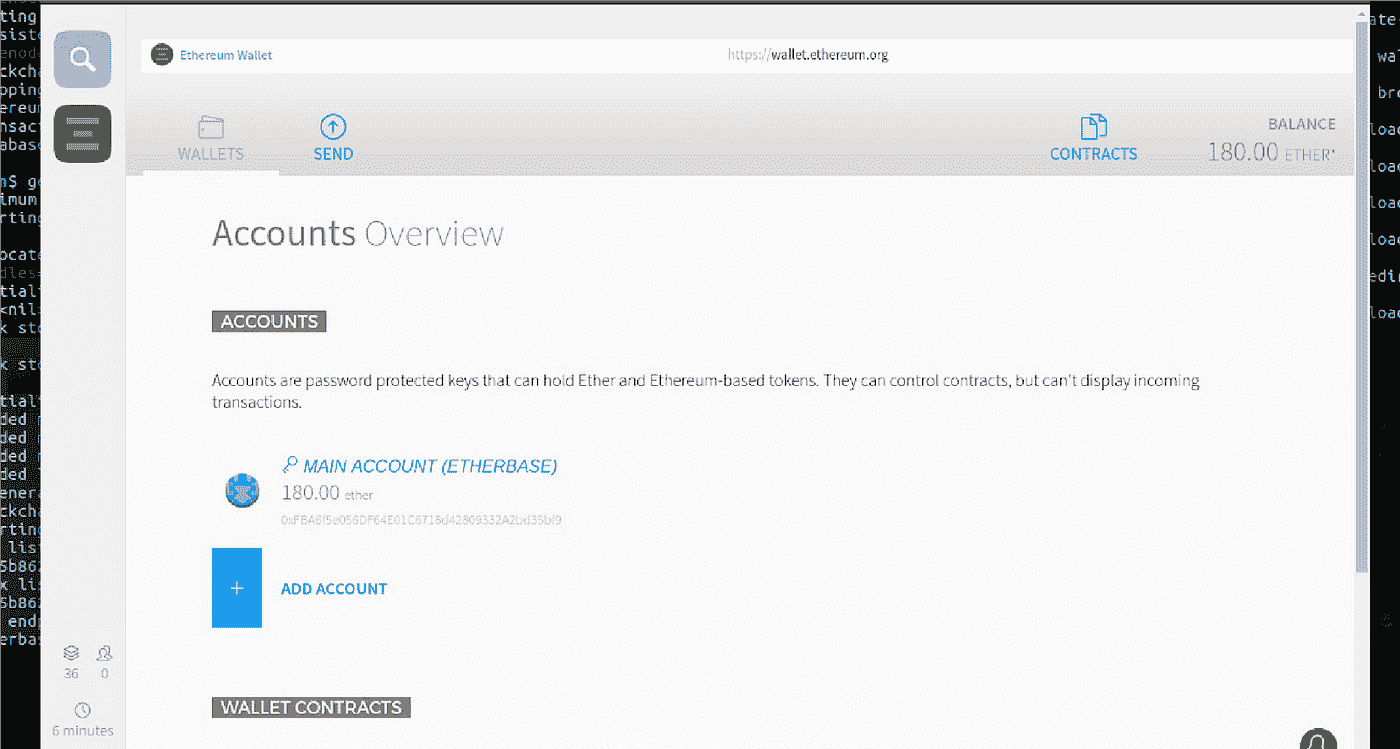 Ethereum Wallet
https://wallet.ethereum.org
WALLETS
SEND
CONTRACTS
BALANCE
180.00 ETHER*
Accounts Overview
ACCOUNTS
Accounts are password protected keys that can hold Ether and Ethereum-based tokens. They can control contracts, but can't display incoming
transactions.
MAIN ACCOUNT (ETHERBASE)
180.00 ether
0xFBA6f5e056DF64E01C6718d42809332A2bd35bf9
+ ADD ACCOUNT
36 0
6 minutes
WALLET CONTRACTS